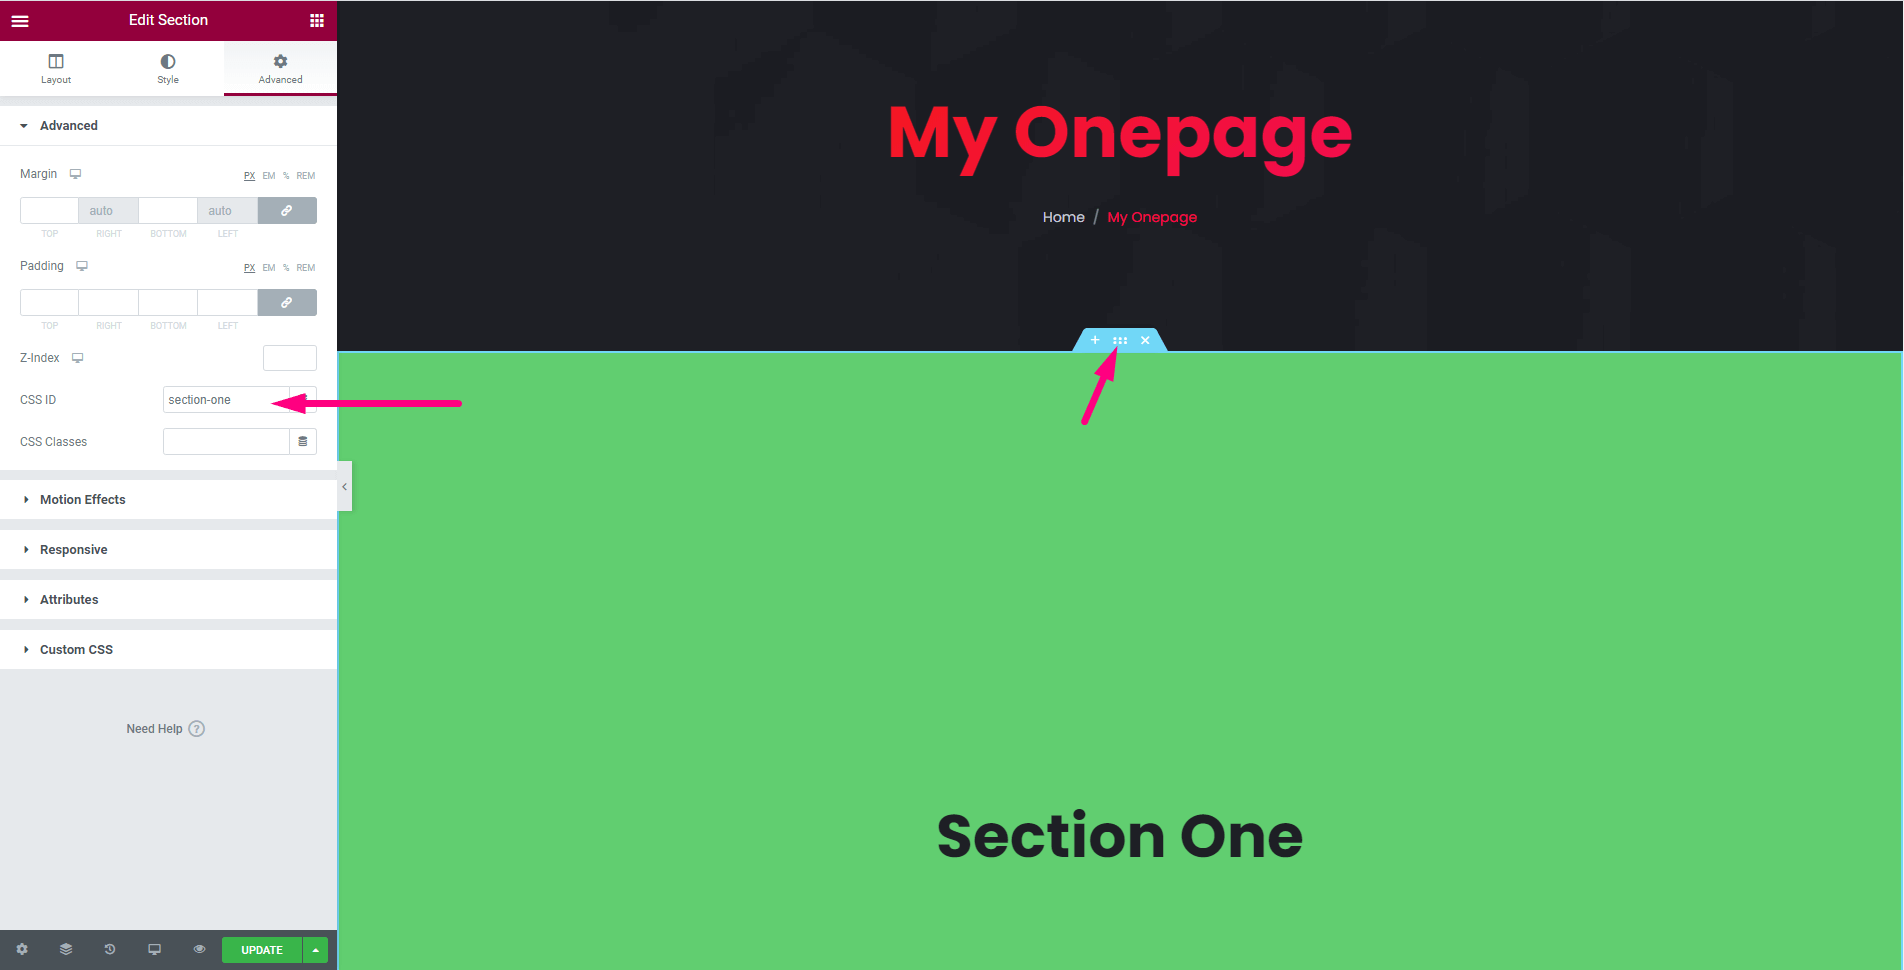 Edit Section
Layout
Style
Advanced
Advanced
Margin
PX EM % REM
auto auto
TOP RIGHT BOTTOM LEFT
Padding
PX EM % REM
TOP RIGHT BOTTOM LEFT
Z-Index
CSS ID
section-one
CSS Classes
Motion Effects
Responsive
Attributes
Custom CSS
Need Help ?
UPDATE
My Onepage
Home / My Onepage
Section One